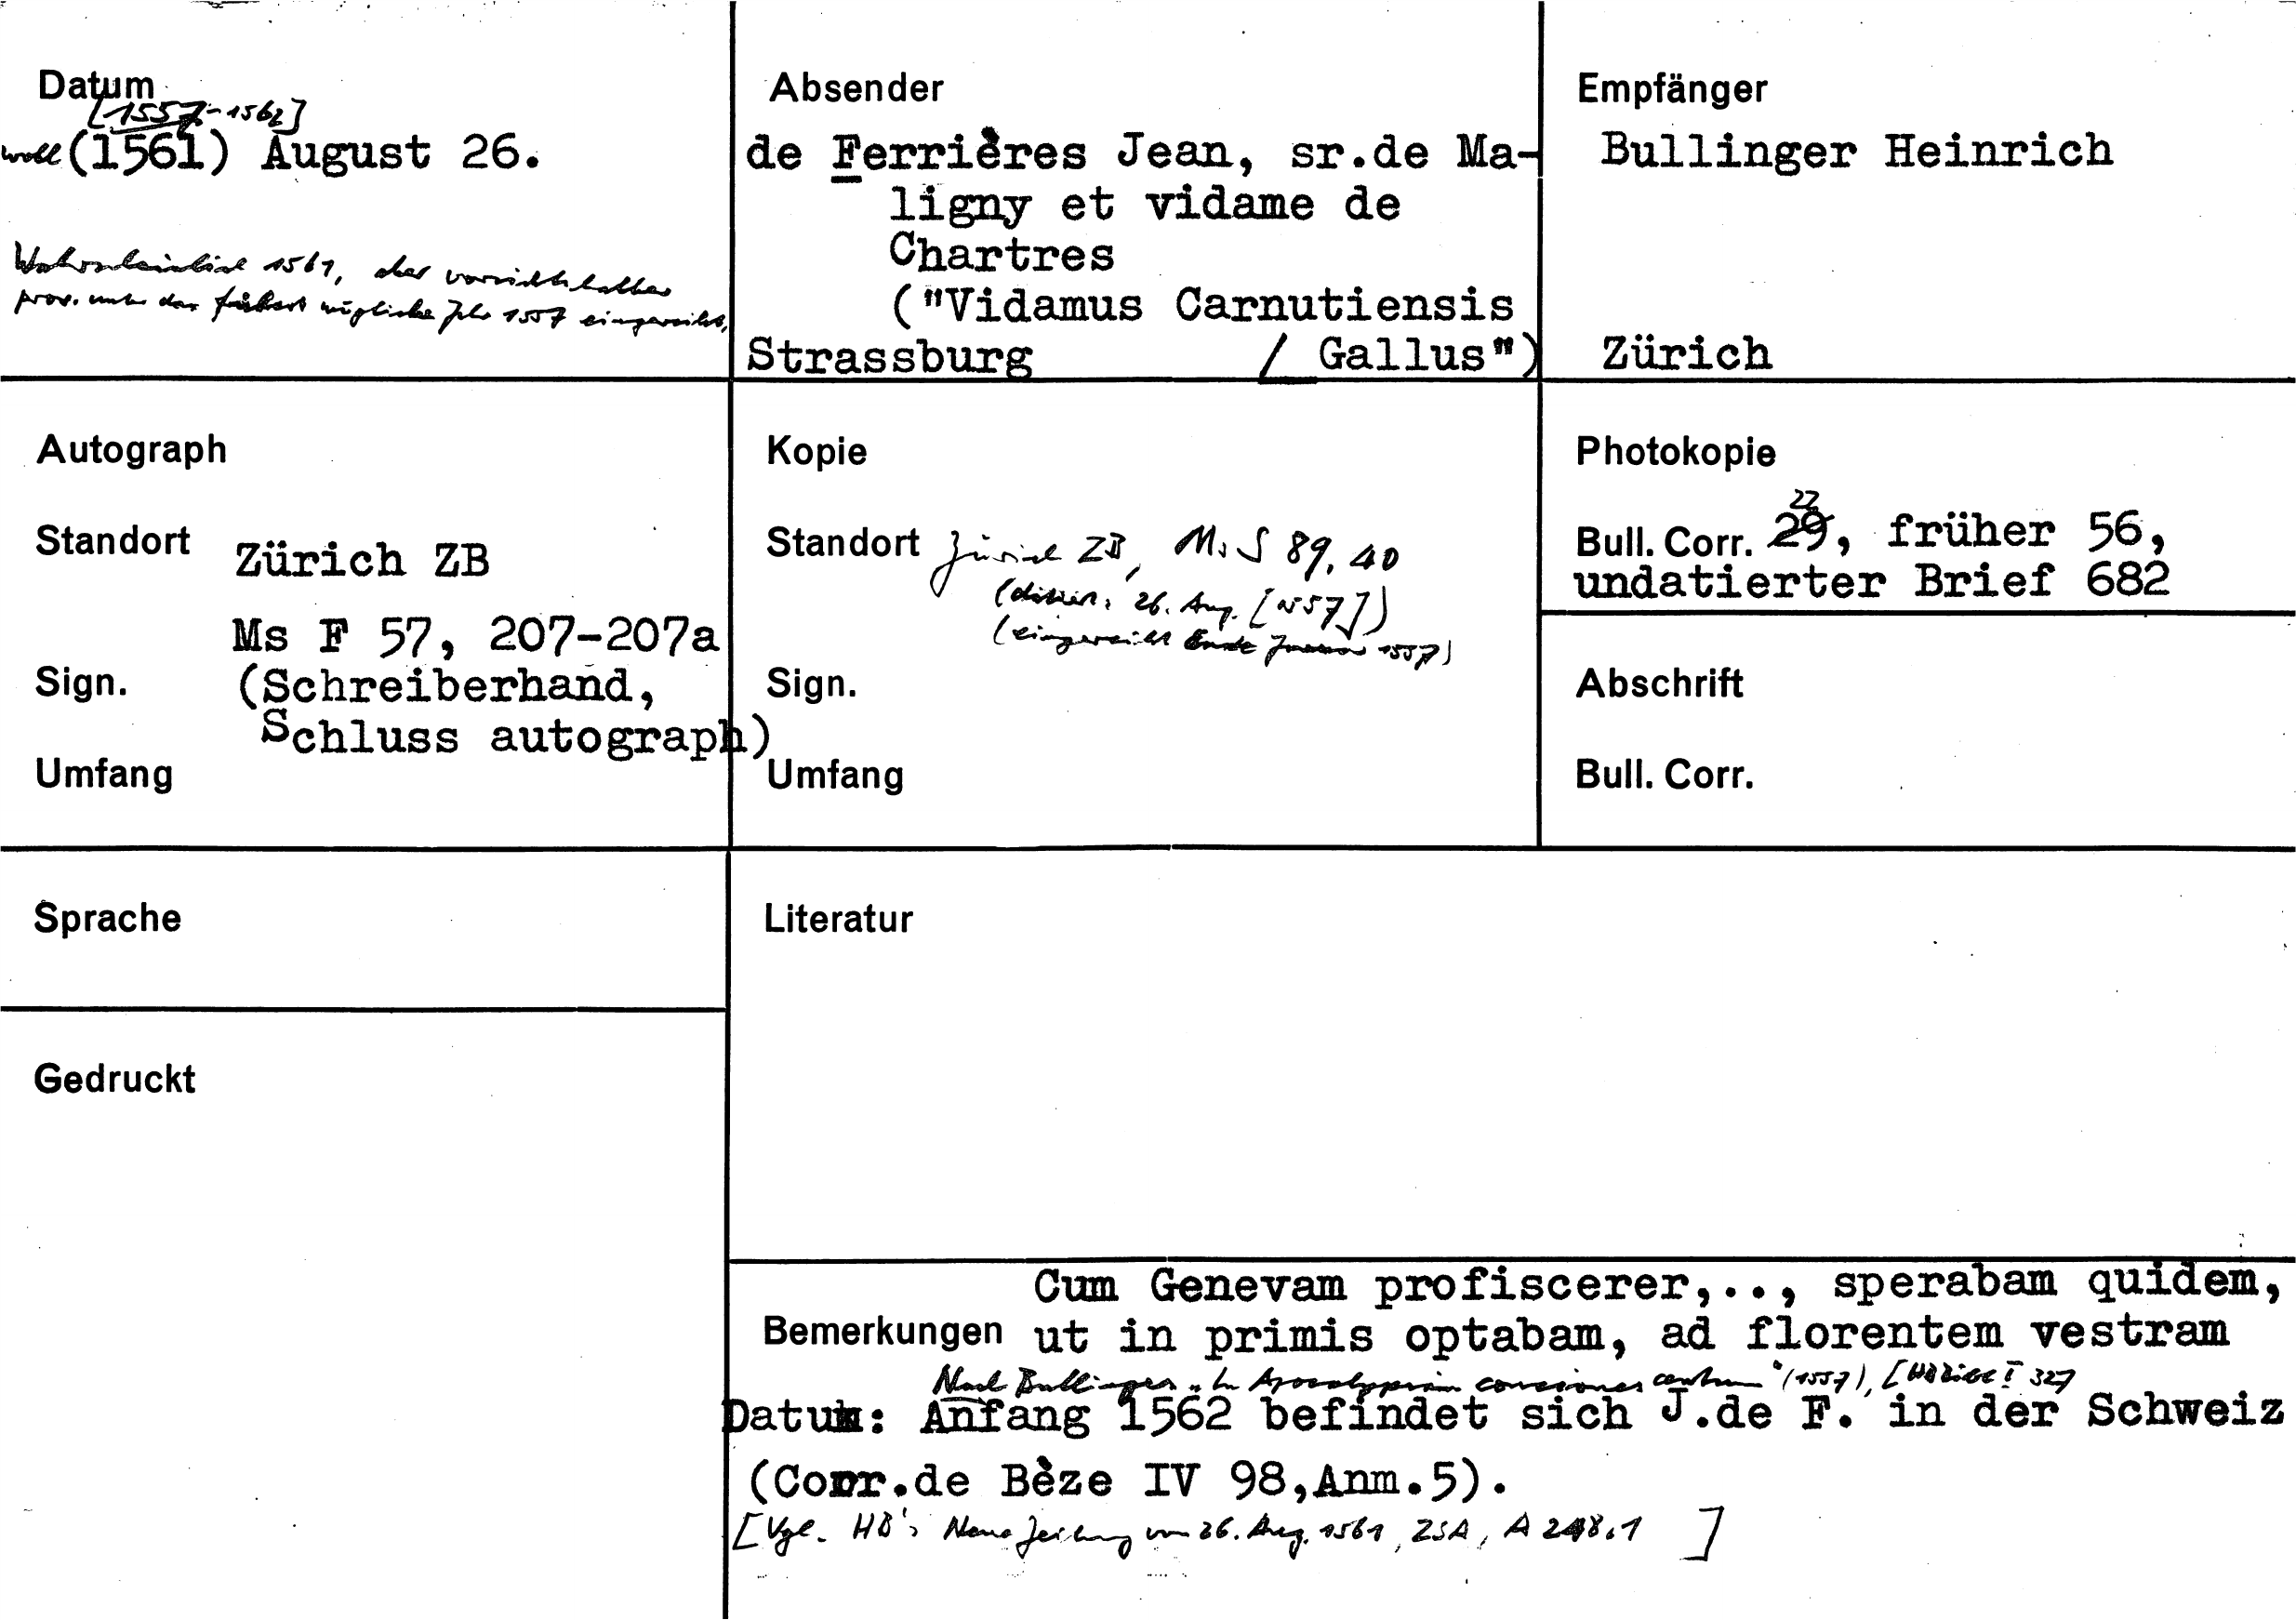 Datum
[1557-1562]
woll (1561) August 26.
Wahrscheinlich 1561, aber vorsichtshalber
prov. unter das früheste mögliche Jahr 1557 eingereiht.
Absender
de Ferrières Jean, sr.de Ma-
ligny et vidame de
Chartres
("Vidamus Carnutiensis
Strassburg / Gallus")
Empfänger
Bullinger Heinrich
Zürich
Autograph
Standort Zürich ZB
Ms F 57, 207-207a
Sign. (Schreiberhand,
Schluss autograph)
Umfang
Kopie
Standort Zürich ZB, Ms S 89, 40
(datiert: 26. Aug. [1557])
(eingereiht Ende 1557)
Sign.
Umfang
Photokopie
22
Bull. Corr. 29, früher 56,
undatierter Brief 682
Abschrift
Bull. Corr.
Sprache
Literatur
Gedruckt
Cum Genevam profiscerer,.., sperabam quidem,
Bemerkungen ut in primis optabam, ad florentem vestram
Nach Bullinger "In Apocalypsim conciones centum" (1557), [HBBibl I 327
Datum: Anfang 1562 befindet sich J.de F. in der Schweiz
(Corr.de Bèze IV 98,Anm.5).
[Vgl. HB's Neue Zeitung vom 26. Aug. 1561, ZSA, A 248.1 ]